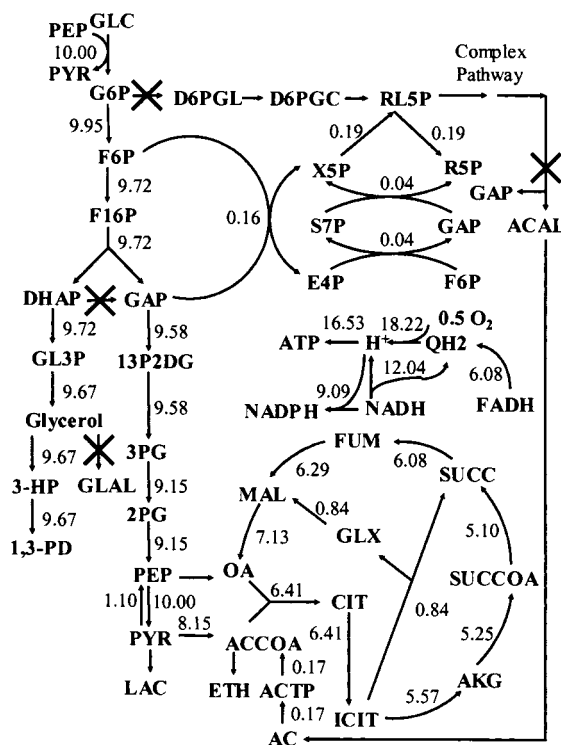 PEP GLC
10.00
PYR
Complex
Pathway
G6P D6PGL D6PGC RL5P
9.95
0.19 0.19
F6P X5P R5P
9.72 0.04 GAP
F16P 0.16 S7P GAP ACAL
9.72 0.04
DHAP GAP E4P F6P
9.72 9.58
16.53 18.22 0.5 O₂
GL3P 13P2DG ATP H⁺ QH2
9.67 9.58 9.09 12.04 6.08
Glycerol NADPH NADH FADH
FUM
9.67 3PG 6.08
3-HP GLAL 9.15 6.29 SUCC
9.67 2PG MAL 0.84
1,3-PD 9.15 7.13 GLX 5.10
PEP OA SUCCOA
1.10 10.00 6.41 CIT 0.84
PYR 8.15 ACCOA 6.41 5.25
0.17 AKG
LAC ETH ACTP 5.57
0.17 ICIT
AC